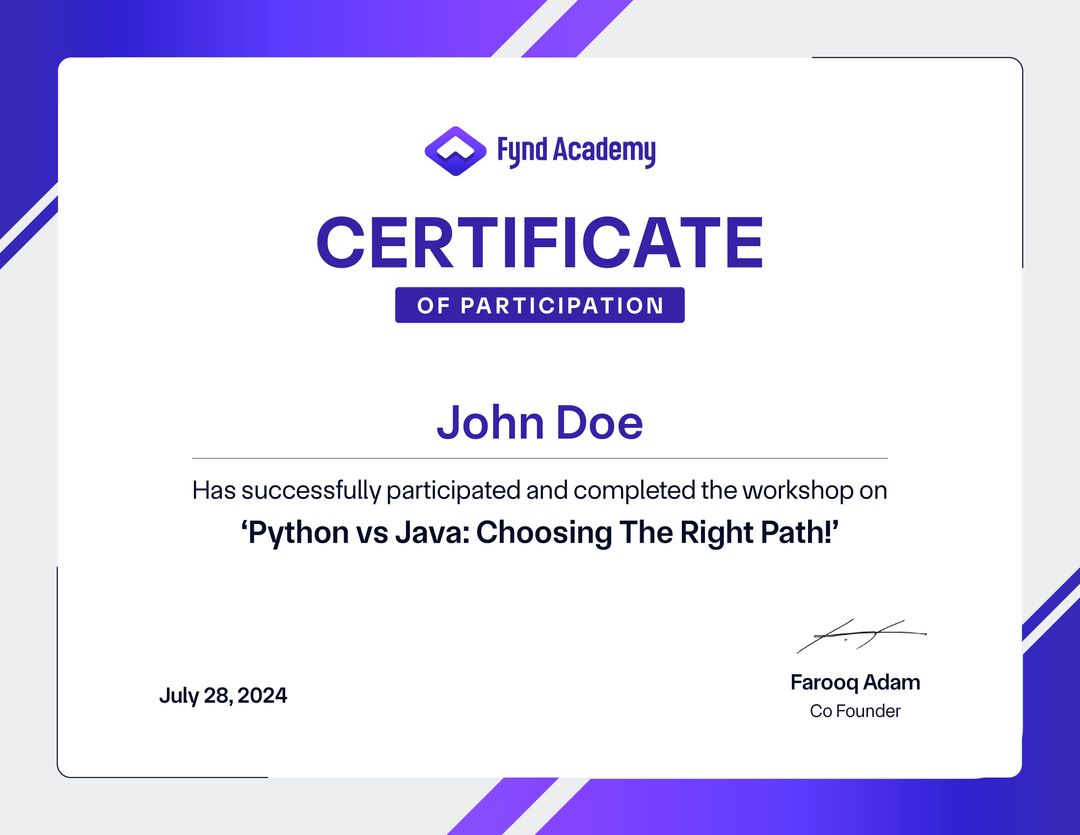 Fynd Academy
CERTIFICATE
OF PARTICIPATION
John Doe
Has successfully participated and completed the workshop on
‘Python vs Java: Choosing The Right Path!’
July 28, 2024
Farooq Adam
Co Founder